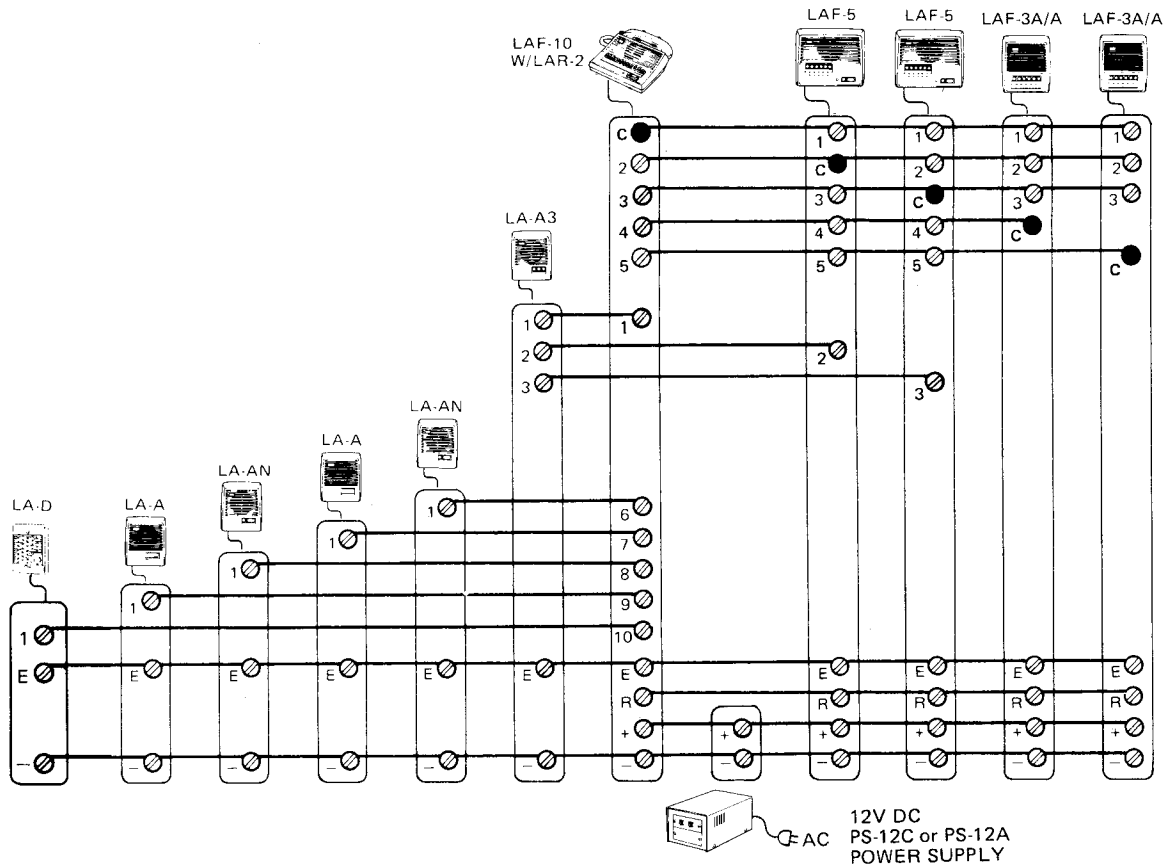 LAF-5 LAF-5 LAF-3A/A LAF-3A/A
LAF-10
W/LAR-2
C 1 1 1 1
2 C 2 2 2
3 3 C 3 3
4 4 4 C
5 5 5 C
LA-A3
1 1
2 2
3 3
LA-AN
1 6
LA-A
1 7
LA-AN
1 8
LA-A
1 9
LA-D
1 10
E E E E E E E E E E E
R R R R R
+ + + + + +
– – – – – – – – – – – –
AC
12V DC
PS-12C or PS-12A
POWER SUPPLY